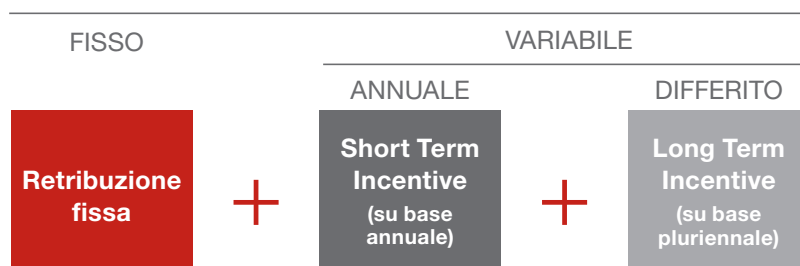 FISSO
VARIABILE
ANNUALE
DIFFERITO
Retribuzione
fissa
+
Short Term
Incentive
(su base
annuale)
+
Long Term
Incentive
(su base
pluriennale)